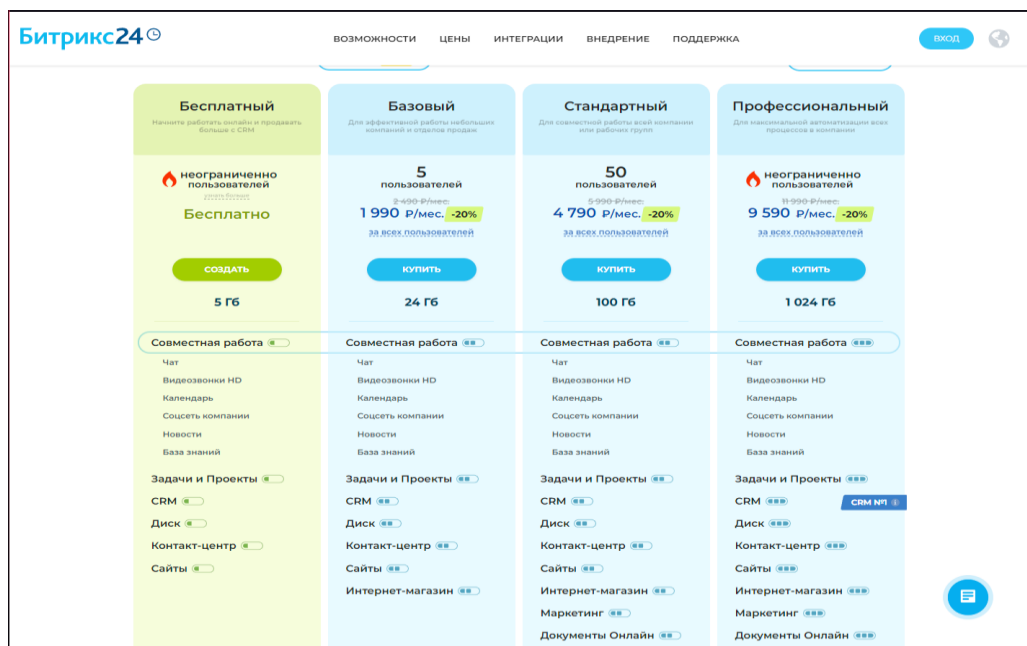 Битрикс24
ВОЗМОЖНОСТИ ЦЕНЫ ИНТЕГРАЦИИ ВНЕДРЕНИЕ ПОДДЕРЖКА
ВХОД
Бесплатный
Начните работать онлайн и продавать
больше с CRM
неограниченно
пользователей
узнать больше
Бесплатно
СОЗДАТЬ
5 Гб
Совместная работа
Чат
Видеозвонки HD
Календарь
Соцсеть компании
Новости
База знаний
Задачи и Проекты
CRM
Диск
Контакт-центр
Сайты
Базовый
Для эффективной работы небольших
компаний и отделов продаж
5
пользователей
2 490 ₽/мес.
1 990 ₽/мес. -20%
за всех пользователей
КУПИТЬ
24 Гб
Совместная работа
Чат
Видеозвонки HD
Календарь
Соцсеть компании
Новости
База знаний
Задачи и Проекты
CRM
Диск
Контакт-центр
Сайты
Интернет-магазин
Стандартный
Для совместной работы всей компании
или рабочих групп
50
пользователей
5 990 ₽/мес.
4 790 ₽/мес. -20%
за всех пользователей
КУПИТЬ
100 Гб
Совместная работа
Чат
Видеозвонки HD
Календарь
Соцсеть компании
Новости
База знаний
Задачи и Проекты
CRM
Диск
Контакт-центр
Сайты
Интернет-магазин
Маркетинг
Документы Онлайн
Профессиональный
Для максимальной автоматизации всех
процессов в компании
неограниченно
пользователей
11 990 ₽/мес.
9 590 ₽/мес. -20%
за всех пользователей
КУПИТЬ
1 024 Гб
Совместная работа
Чат
Видеозвонки HD
Календарь
Соцсеть компании
Новости
База знаний
Задачи и Проекты
CRM
CRM №1
Диск
Контакт-центр
Сайты
Интернет-магазин
Маркетинг
Документы Онлайн